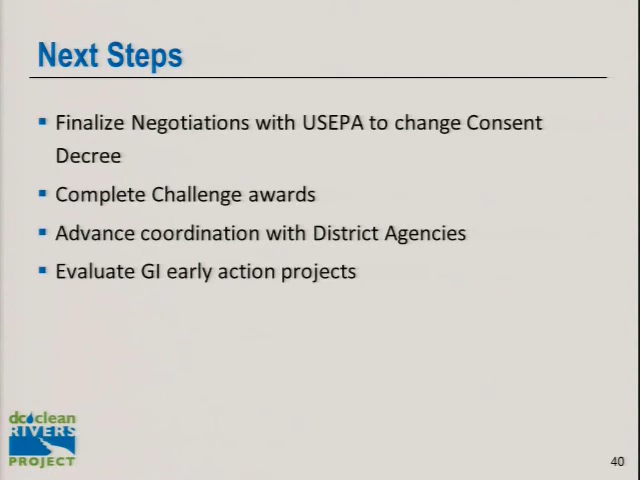 Next Steps
Finalize Negotiations with USEPA to change Consent
Decree
Complete Challenge awards
Advance coordination with District Agencies
Evaluate GI early action projects
dc clean
RIVERS
PROJECT
40